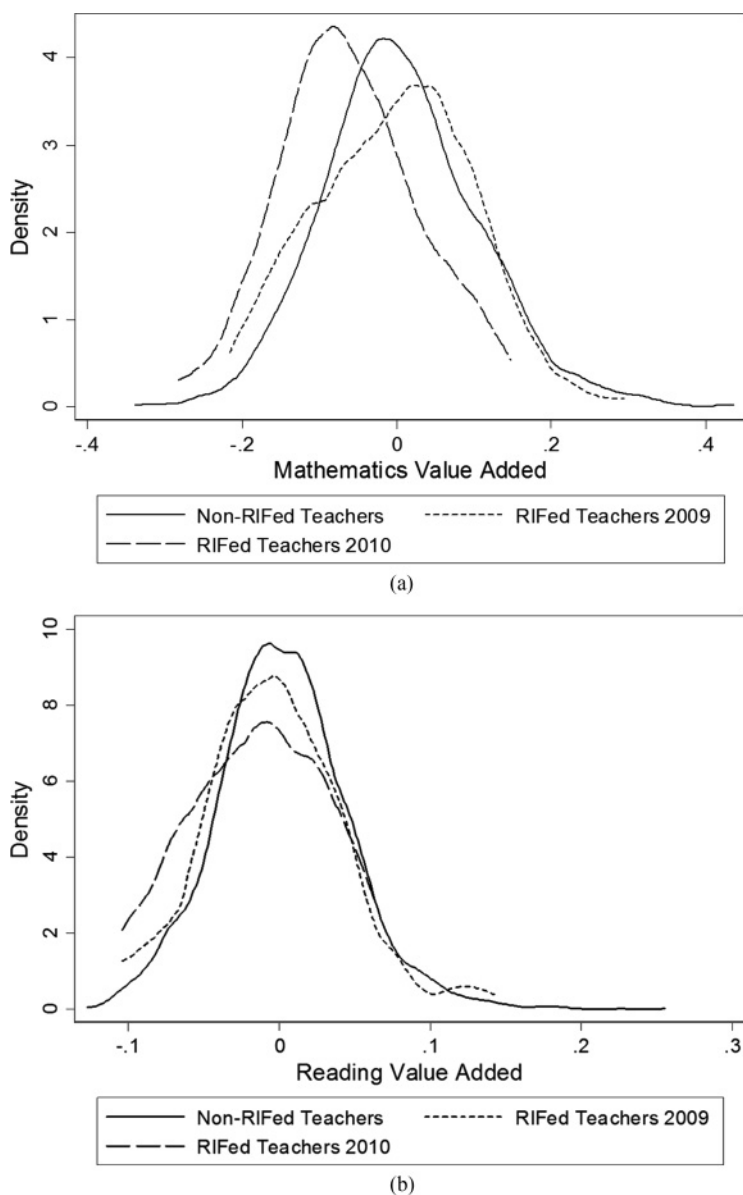 4
3
2
1
0
Density
-.4
-.2
0
.2
.4
Mathematics Value Added
Non-RIFed Teachers
RIFed Teachers 2009
RIFed Teachers 2010
(a)
10
8
6
4
2
0
Density
-.1
0
.1
.2
.3
Reading Value Added
Non-RIFed Teachers
RIFed Teachers 2009
RIFed Teachers 2010
(b)